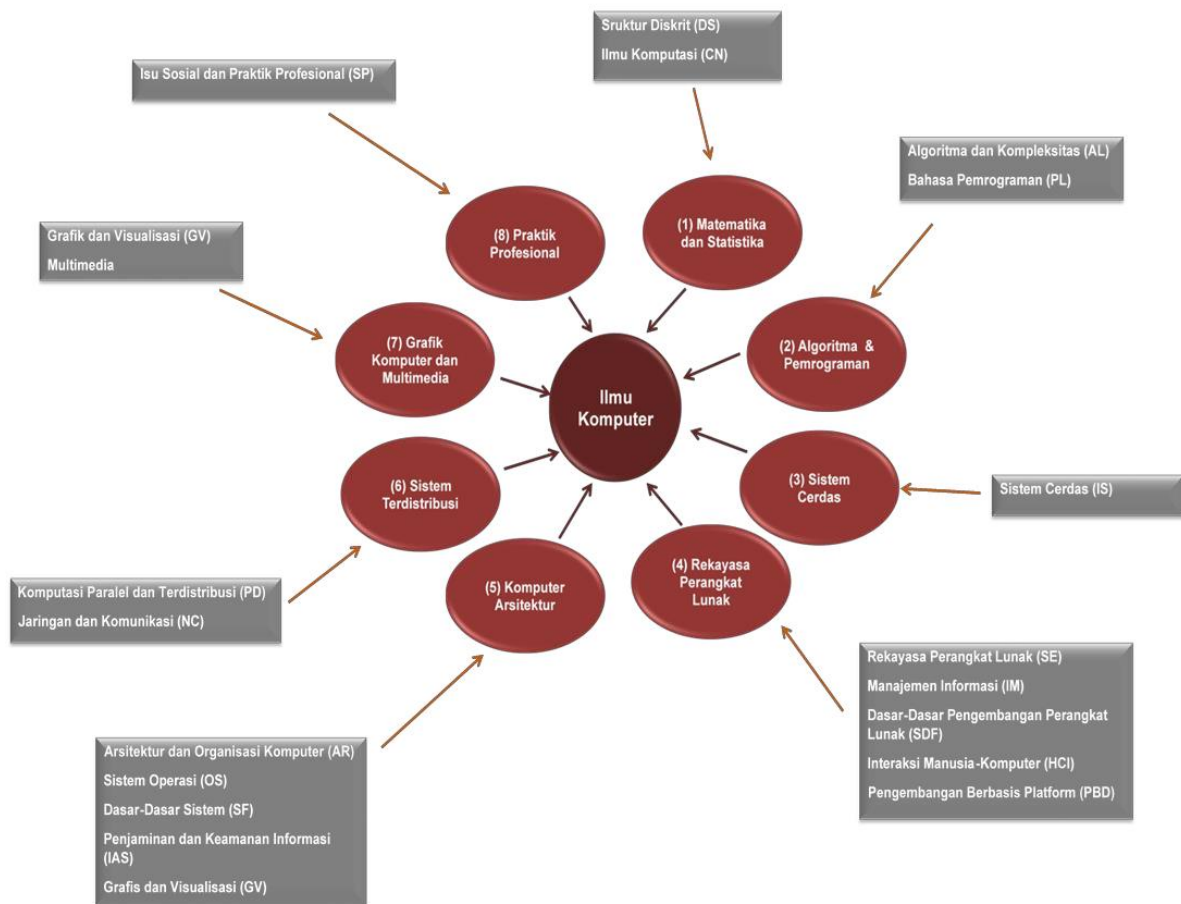 Sruktur Diskrit (DS)
Ilmu Komputasi (CN)
Isu Sosial dan Praktik Profesional (SP)
Algoritma dan Kompleksitas (AL)
Bahasa Pemrograman (PL)
Grafik dan Visualisasi (GV)
Multimedia
(8) Praktik
Profesional
(1) Matematika
dan Statistika
(7) Grafik
Komputer dan
Multimedia
(2) Algoritma &
Pemrograman
Ilmu
Komputer
(6) Sistem
Terdistribusi
(3) Sistem
Cerdas
Sistem Cerdas (IS)
(5) Komputer
Arsitektur
(4) Rekayasa
Perangkat
Lunak
Komputasi Paralel dan Terdistribusi (PD)
Jaringan dan Komunikasi (NC)
Rekayasa Perangkat Lunak (SE)
Manajemen Informasi (IM)
Dasar-Dasar Pengembangan Perangkat
Lunak (SDF)
Interaksi Manusia-Komputer (HCI)
Pengembangan Berbasis Platform (PBD)
Arsitektur dan Organisasi Komputer (AR)
Sistem Operasi (OS)
Dasar-Dasar Sistem (SF)
Penjaminan dan Keamanan Informasi
(IAS)
Grafis dan Visualisasi (GV)